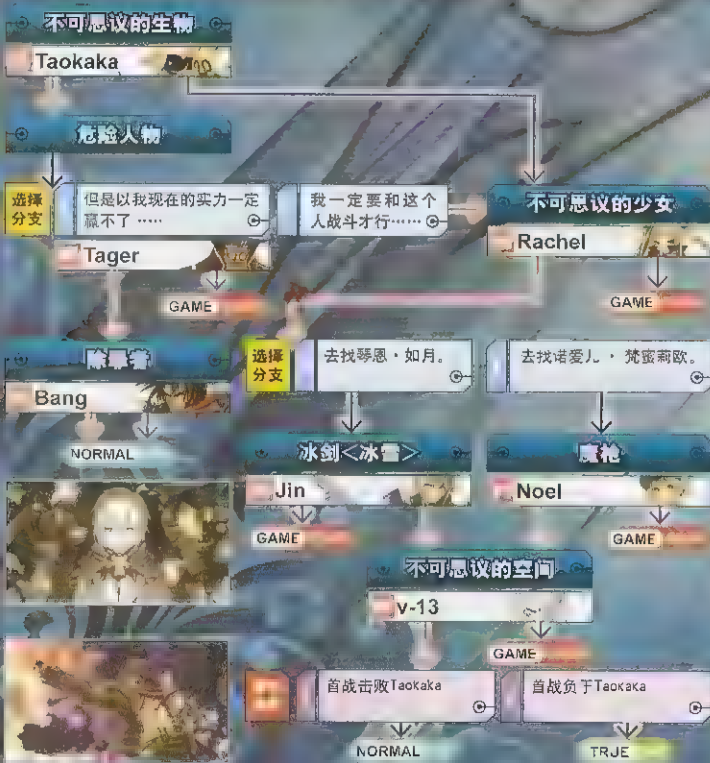 不可思议的生物
Taokaka
危险人物
选择
分支
但是以我现在的实力一定
赢不了 ……
我一定要和这个
人战斗才行……
不可思议的少女
Tager
Rachel
GAME
GAME
选择
分支
去找琴恩·如月。
去找诺爱儿 · 梵蜜莉欧。
Bang
NORMAL
冰剑<冰雪>
魔枪
Jin
Noel
GAME
GAME
不可思议的空间
v-13
GAME
首战击败Taokaka
首战负于Taokaka
NORMAL
TRUE